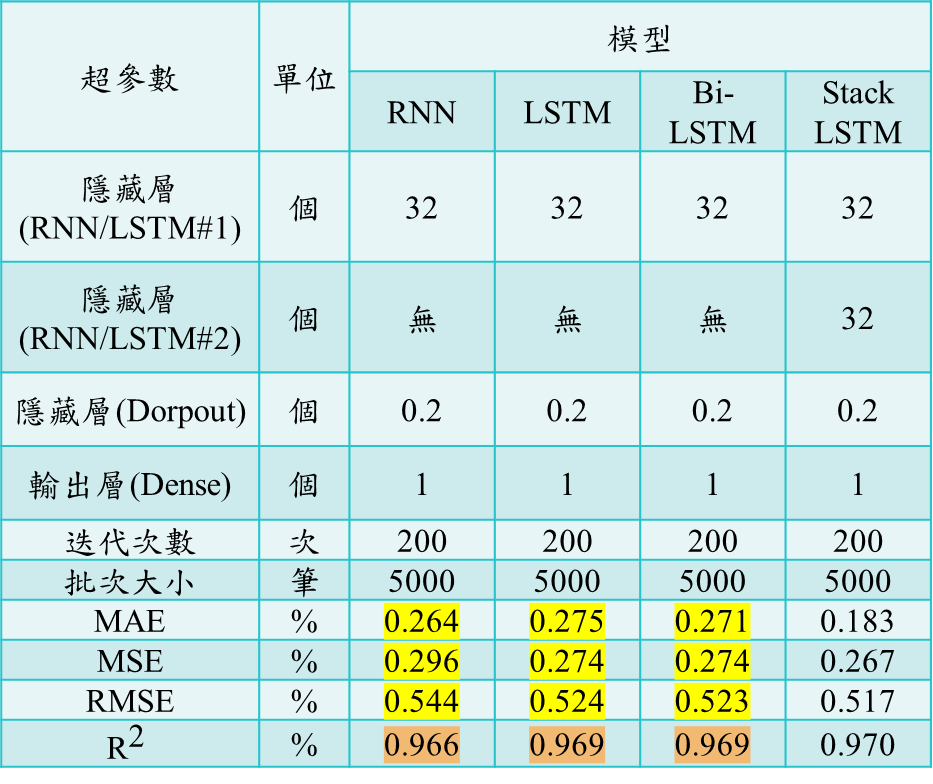 超參數 單位 模型
RNN LSTM Bi-LSTM Stack LSTM
隱藏層(RNN/LSTM#1) 個 32 32 32 32
隱藏層(RNN/LSTM#2) 個 無 無 無 32
隱藏層(Dorpout) 個 0.2 0.2 0.2 0.2
輸出層(Dense) 個 1 1 1 1
迭代次數 次 200 200 200 200
批次大小 筆 5000 5000 5000 5000
MAE % 0.264 0.275 0.271 0.183
MSE % 0.296 0.274 0.274 0.267
RMSE % 0.544 0.524 0.523 0.517
R² % 0.966 0.969 0.969 0.970